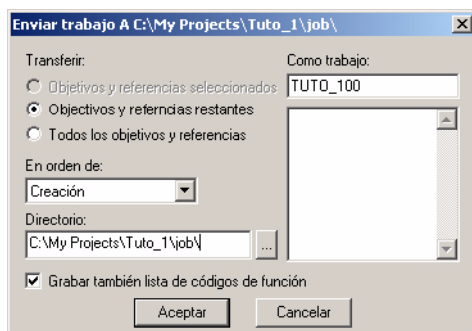 Enviar trabajo A C:\My Projects\Tuto_1\job\
Transferir:
Objetivos y referencias seleccionados
Objectivos y referncias restantes
Todos los objetivos y referencias
En orden de:
Creación
Directorio:
C:\My Projects\Tuto_1\job\
...
Grabar también lista de códigos de función
Como trabajo:
TUTO_100
Aceptar
Cancelar